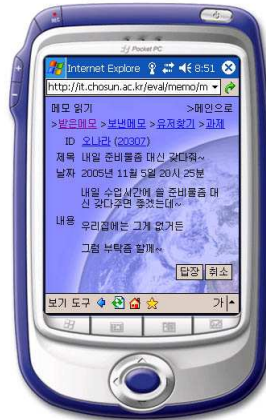 Pocket PC
Internet Explore 8:51
http://it.chosun.ac.kr/eval/memo/m
메모 읽기 >메인으로
>받은메모 >보낸메모 >유저찾기 >과제
ID 오나라 (20307)
제목 내일 준비물좀 대신 갖다줘~
날짜 2005년 11월 5일 20시 25분
내용 내일 수업시간에 쓸 준비물좀 대
신 갖다주면 좋겠는데~
우리집에는 그게 없거든
그럼 부탁좀 할께~
답장 취소
보기 도구 가